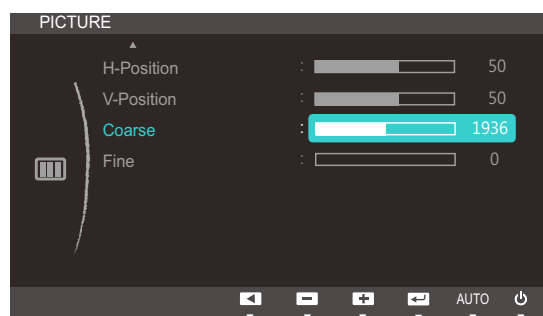 PICTURE
H-Position : 50
V-Position : 50
Coarse : 1936
Fine : 0
AUTO